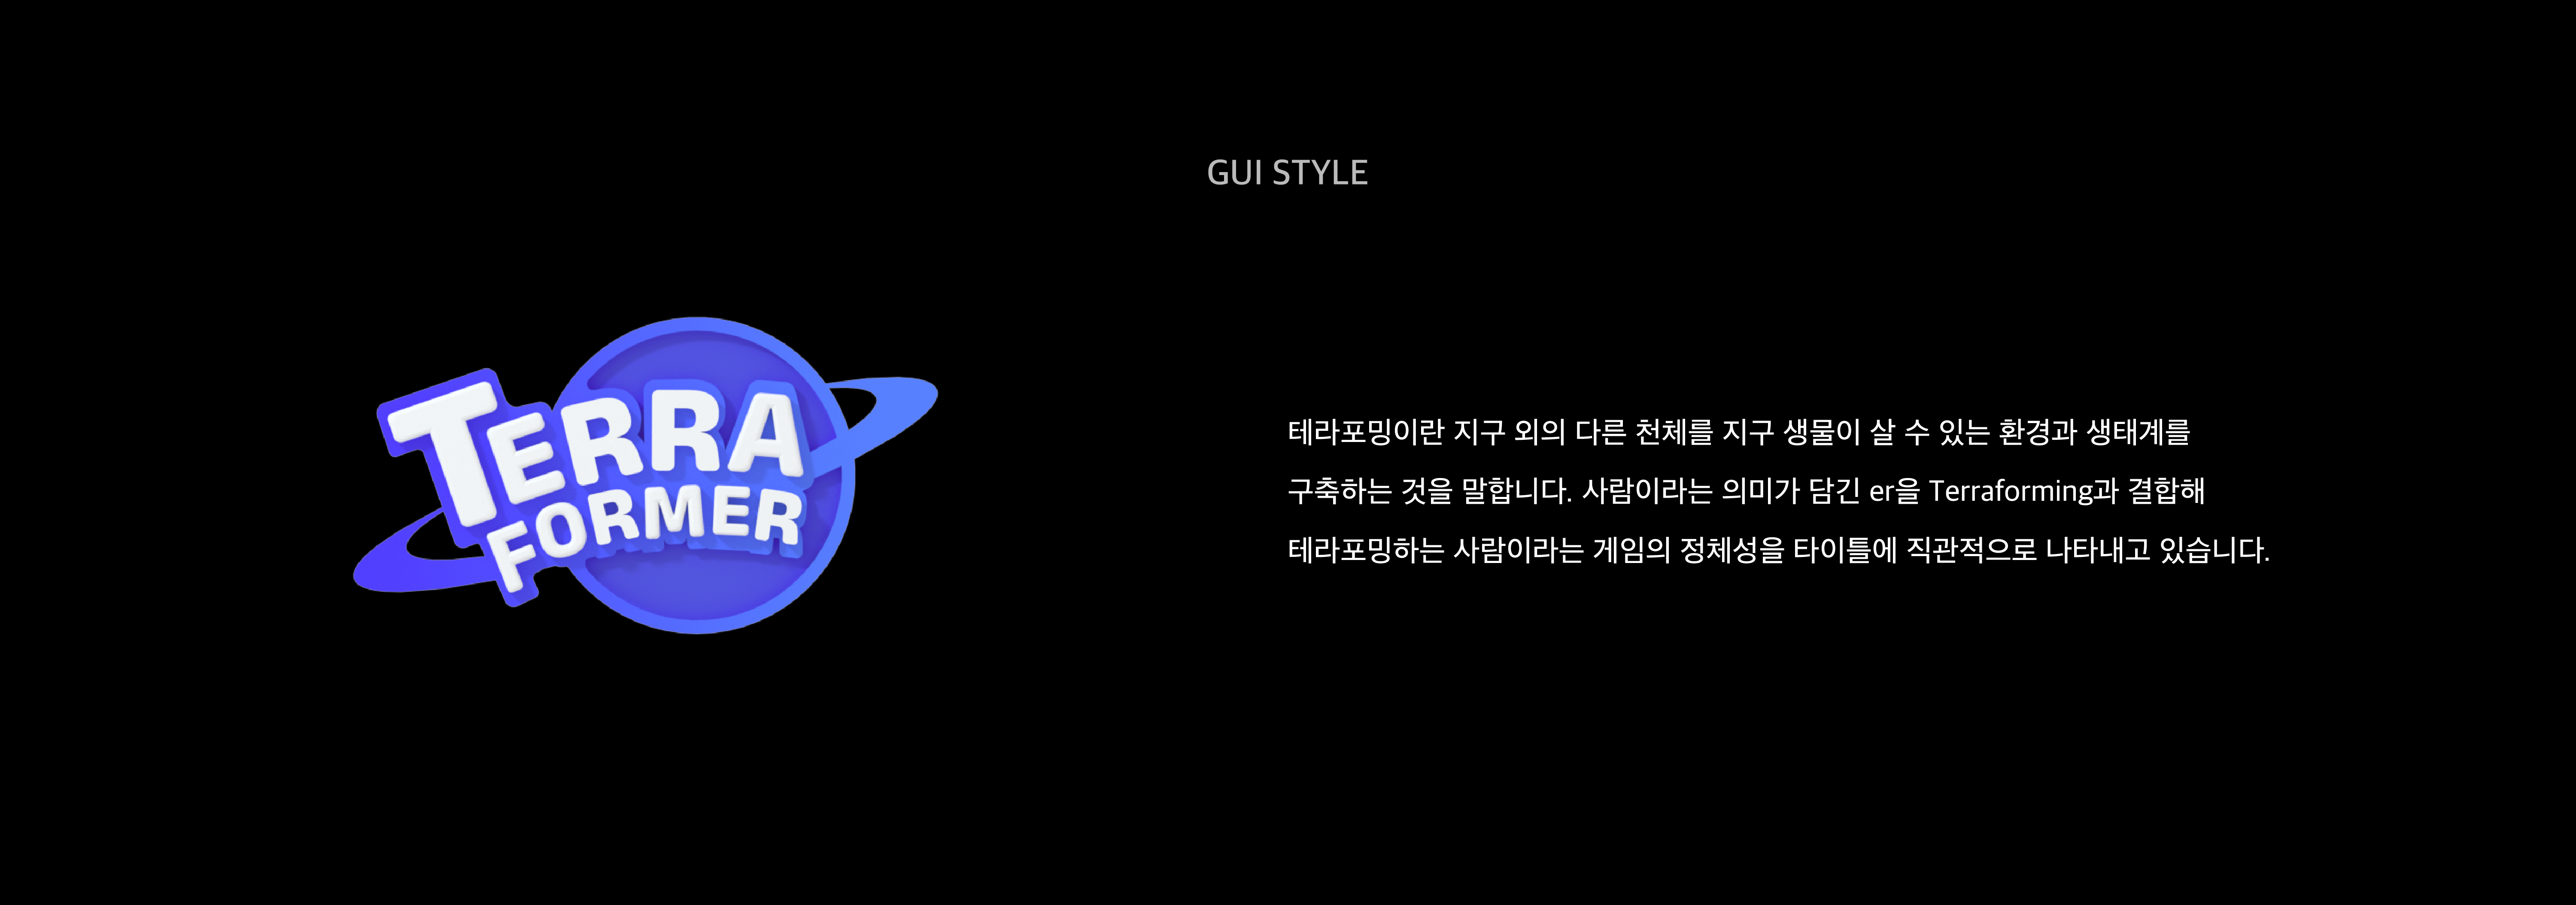 GUI STYLE
TERRA
FORMER
테라포밍이란 지구 외의 다른 천체를 지구 생물이 살 수 있는 환경과 생태계를
구축하는 것을 말합니다. 사람이라는 의미가 담긴 er을 Terraforming과 결합해
테라포밍하는 사람이라는 게임의 정체성을 타이틀에 직관적으로 나타내고 있습니다.